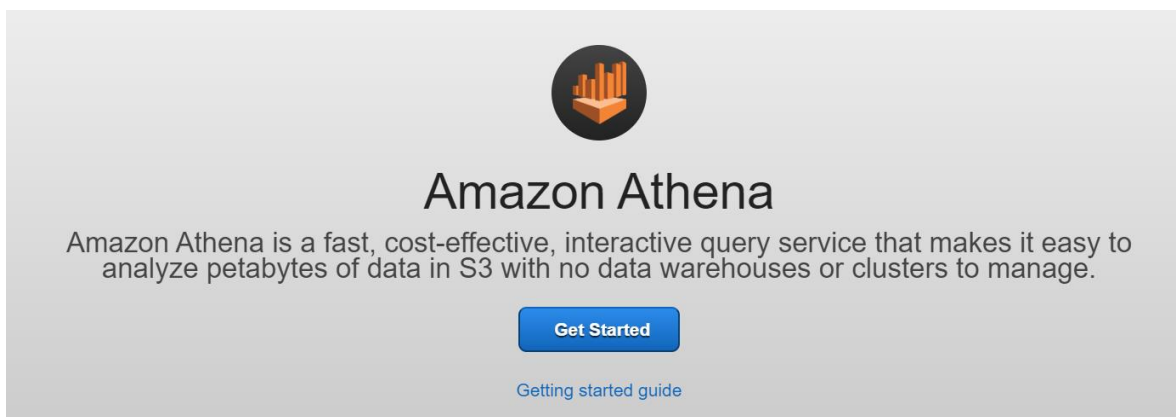 Amazon Athena
Amazon Athena is a fast, cost-effective, interactive query service that makes it easy to
analyze petabytes of data in S3 with no data warehouses or clusters to manage.
Get Started
Getting started guide